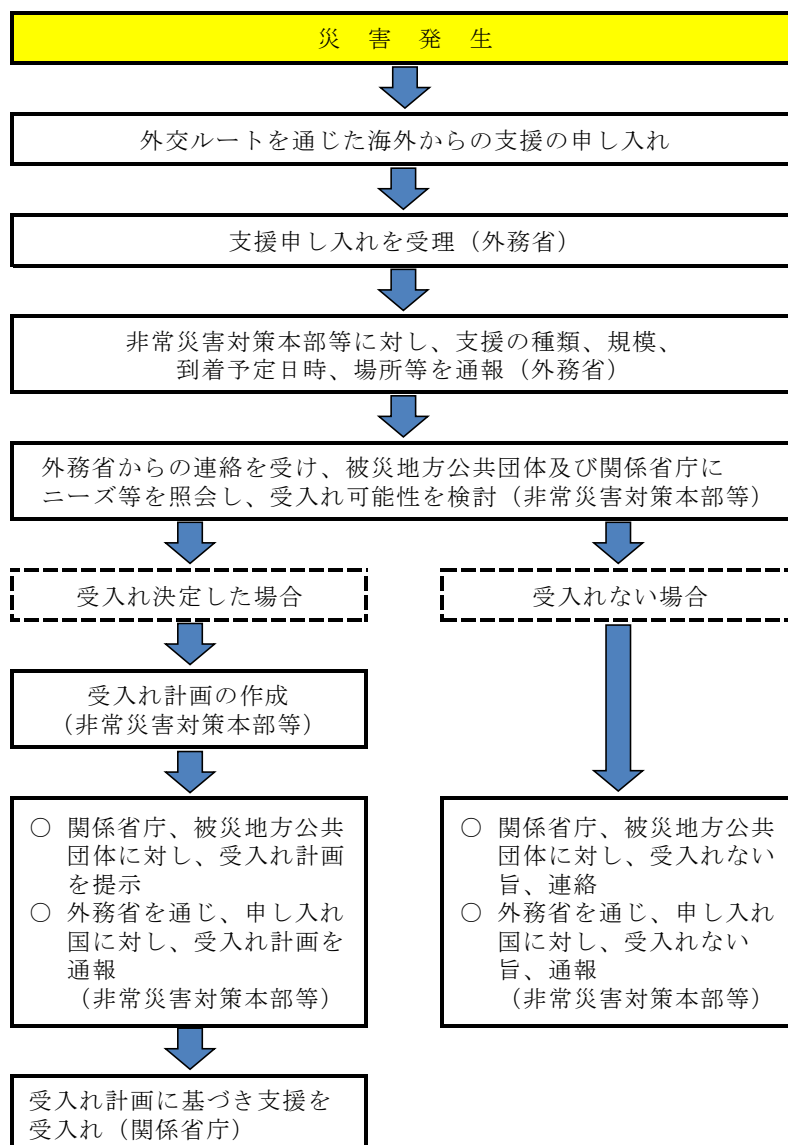 災 害 発 生
外交ルートを通じた海外からの支援の申し入れ
支援申し入れを受理（外務省）
非常災害対策本部等に対し、支援の種類、規模、
到着予定日時、場所等を通報（外務省）
外務省からの連絡を受け、被災地方公共団体及び関係省庁に
ニーズ等を照会し、受入れ可能性を検討（非常災害対策本部等）
受入れ決定した場合
受入れない場合
受入れ計画の作成
（非常災害対策本部等）
○ 関係省庁、被災地方公共
団体に対し、受入れ計画
を提示
○ 外務省を通じ、申し入れ
国に対し、受入れ計画を
通報
（非常災害対策本部等）
○ 関係省庁、被災地方公共
団体に対し、受入れない
旨、連絡
○ 外務省を通じ、申し入れ
国に対し、受入れない
旨、通報
（非常災害対策本部等）
受入れ計画に基づき支援を
受入れ（関係省庁）